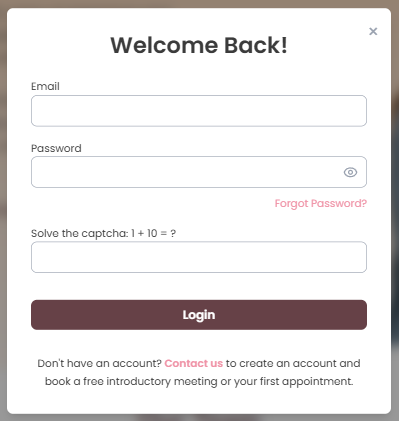 ×
Welcome Back!
Email
Password
Forgot Password?
Solve the captcha: 1 + 10 = ?
Login
Don't have an account? Contact us to create an account and
book a free introductory meeting or your first appointment.